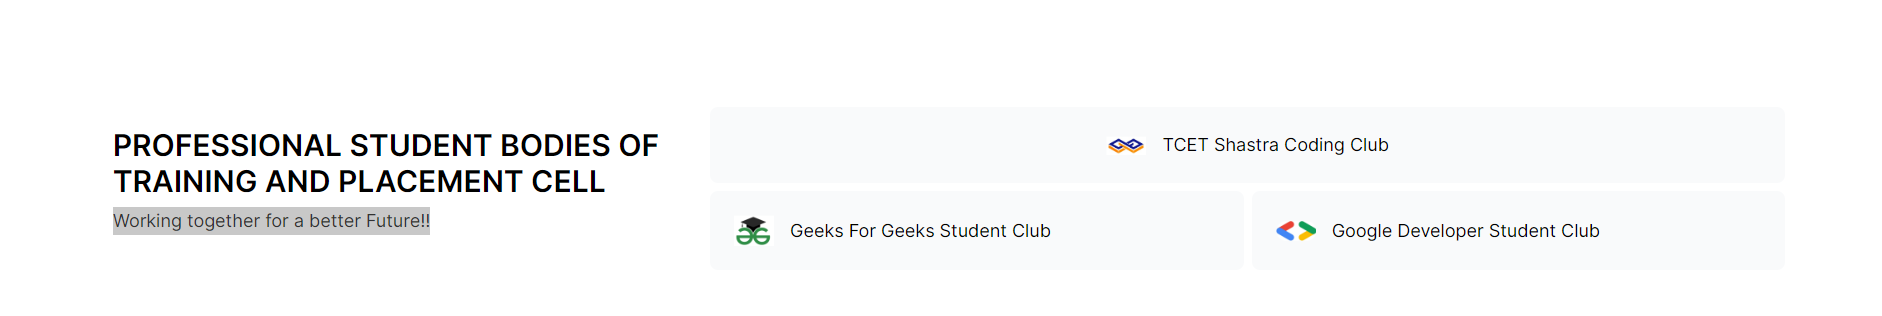 PROFESSIONAL STUDENT BODIES OF
TRAINING AND PLACEMENT CELL
Working together for a better Future!!
TCET Shastra Coding Club
Geeks For Geeks Student Club
Google Developer Student Club